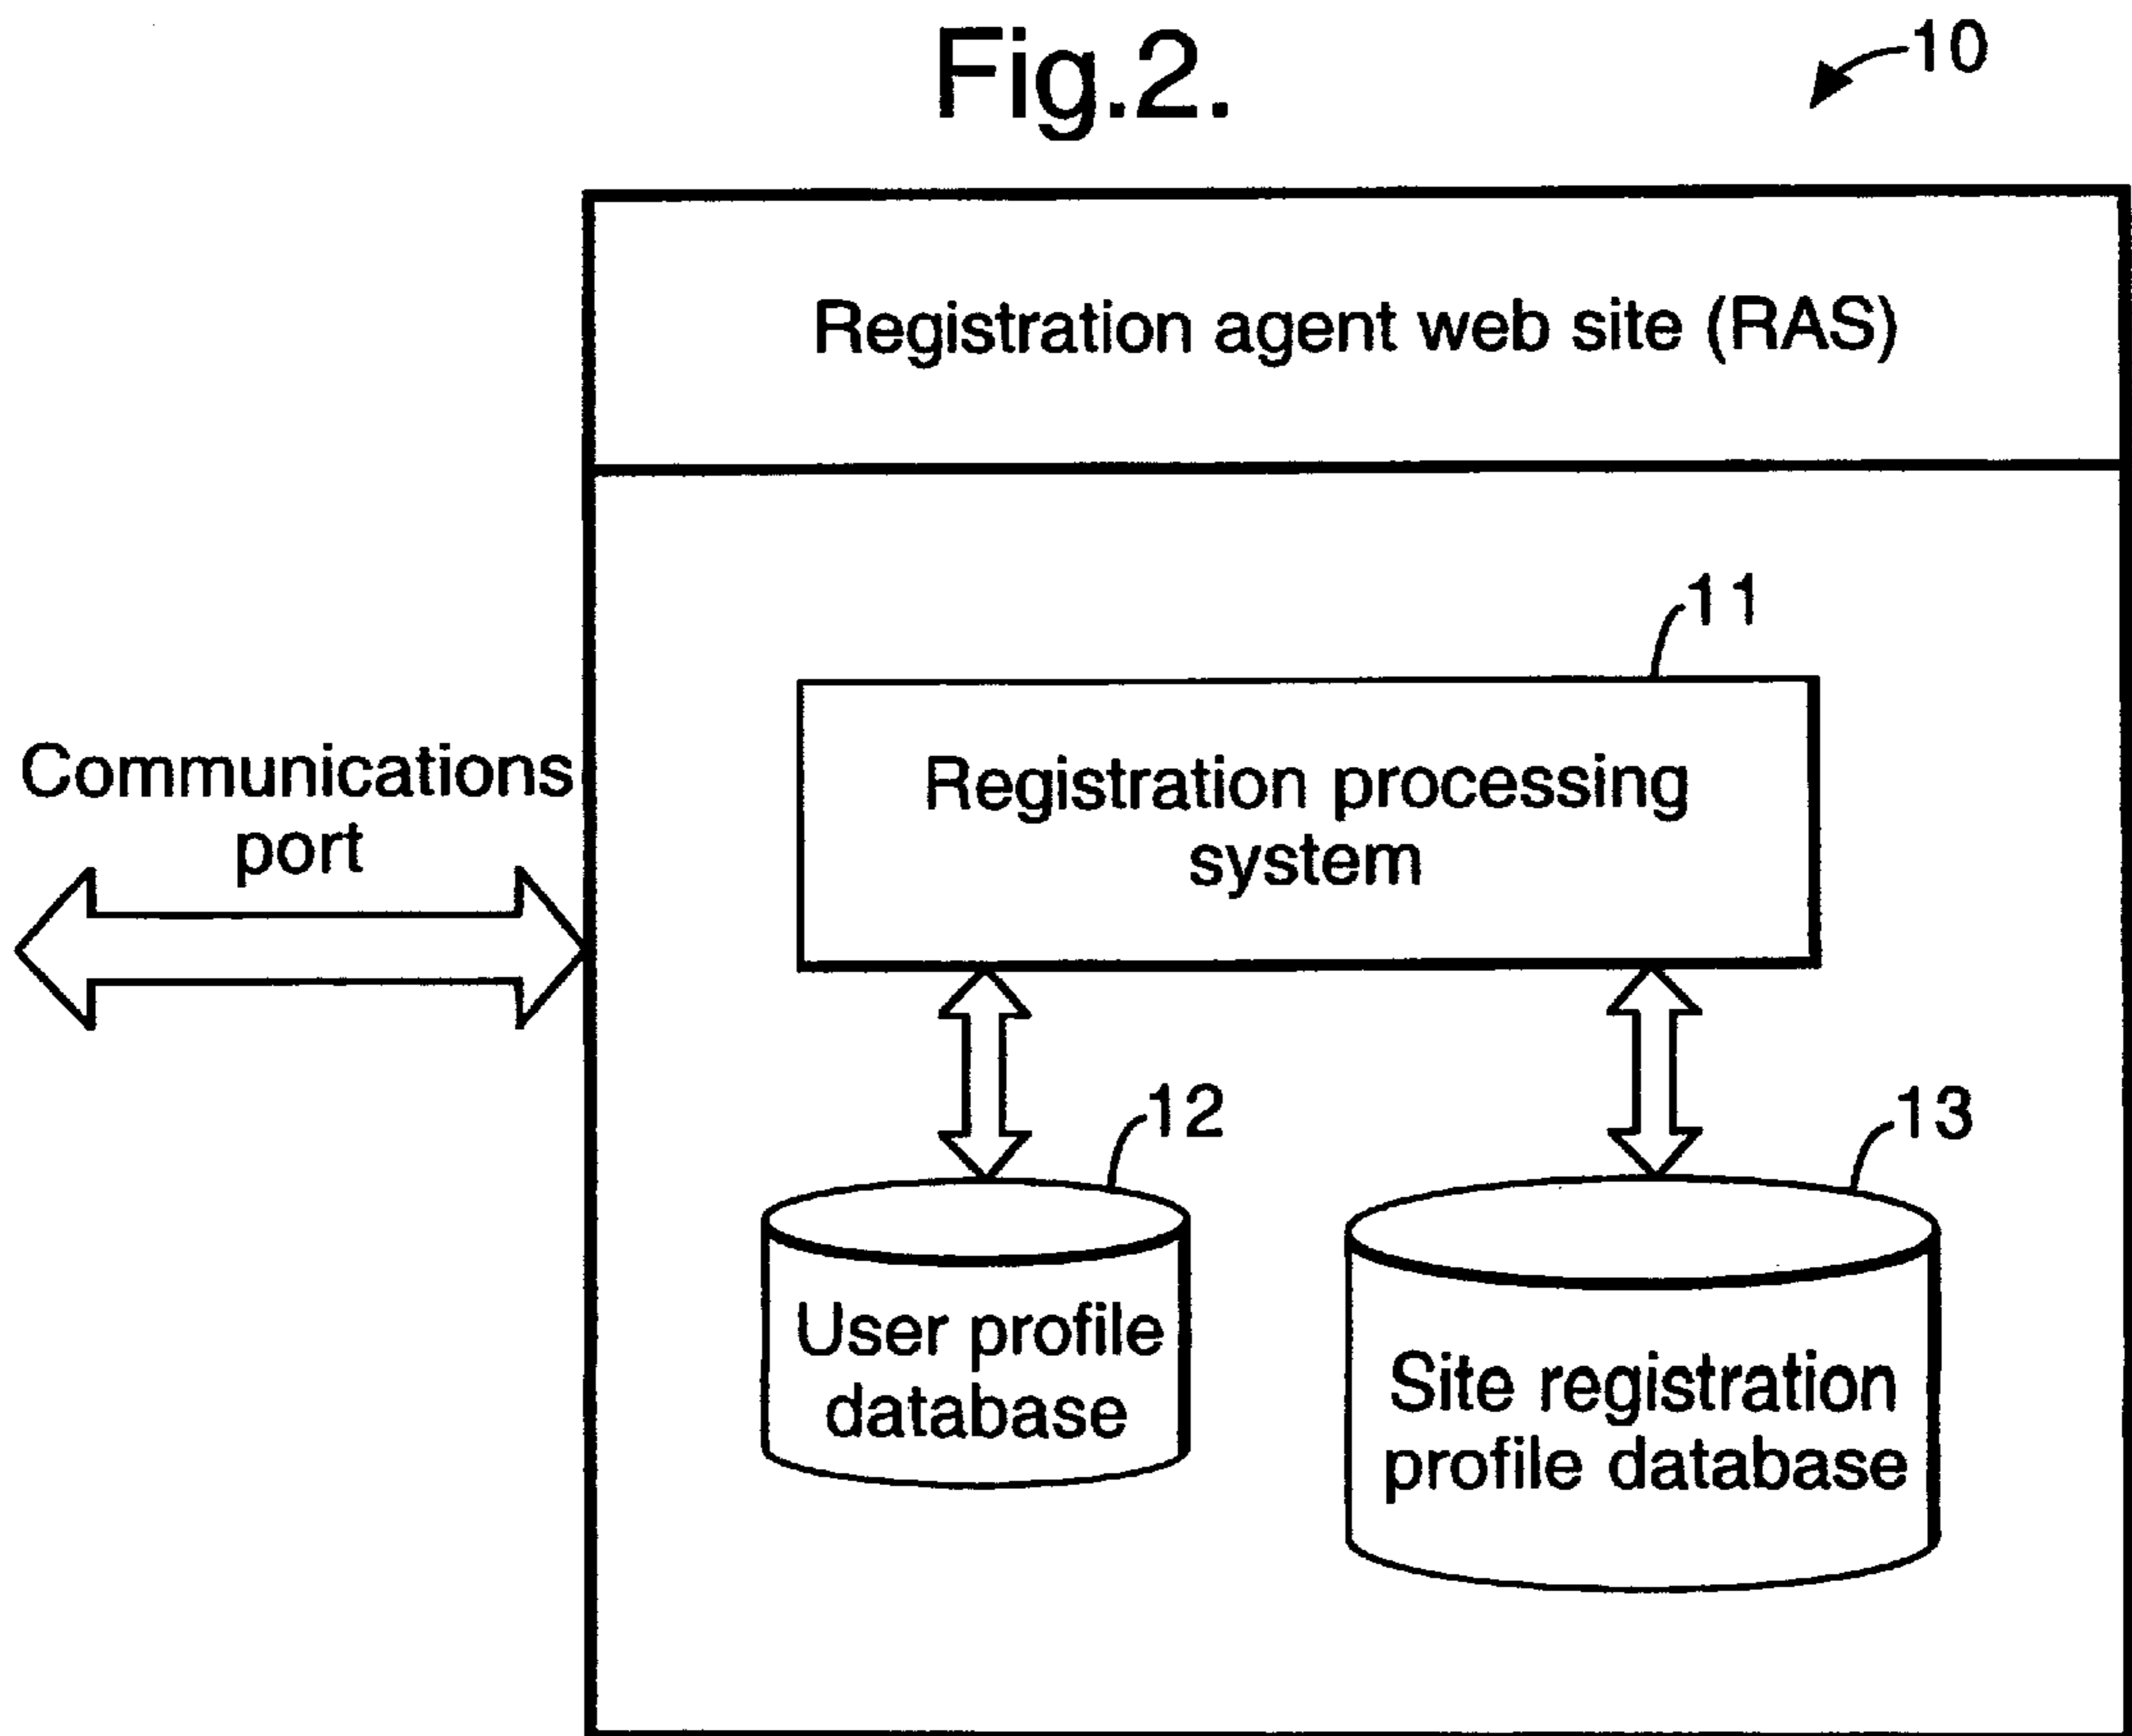 Fig.2.
10
Registration agent web site (RAS)
11
Registration processing
system
Communications
port
12
13
User profile
database
Site registration
profile database